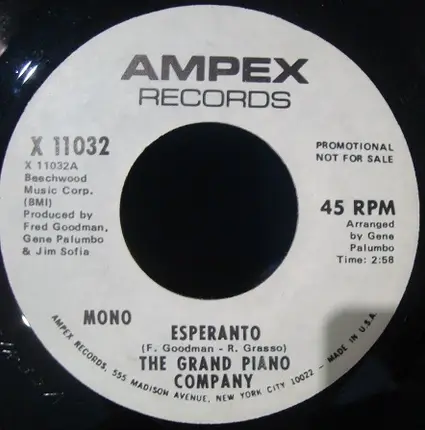 AMPEX
RECORDS
X 11032
X 11032A
Beechwood
Music Corp.
(BMI)
Produced by
Fred Goodman,
Gene Palumbo
& Jim Sofia
PROMOTIONAL
NOT FOR SALE
45 RPM
Arranged
by Gene
Palumbo
Time: 2:58
MONO
ESPERANTO
(F. Goodman - R. Grasso)
THE GRAND PIANO
COMPANY
AMPEX RECORDS, 555 MADISON AVENUE, NEW YORK CITY 10022 - MADE IN U.S.A.